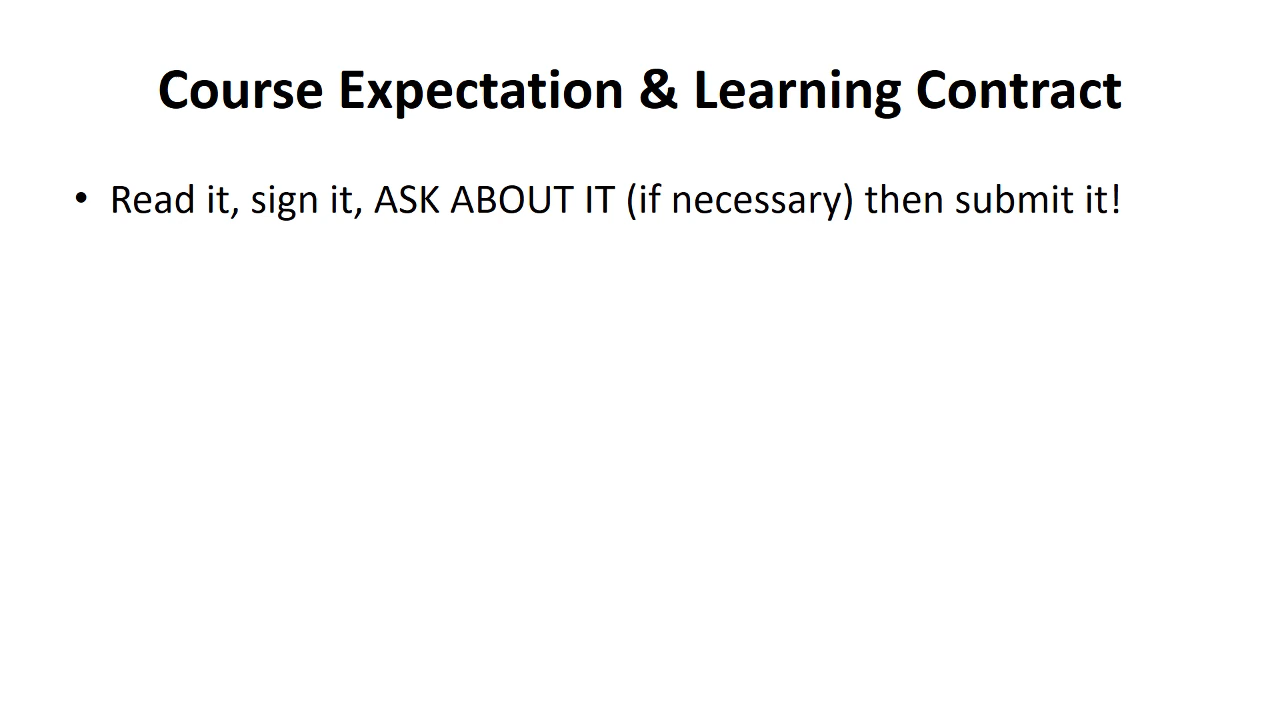 Course Expectation & Learning Contract
• Read it, sign it, ASK ABOUT IT (if necessary) then submit it!